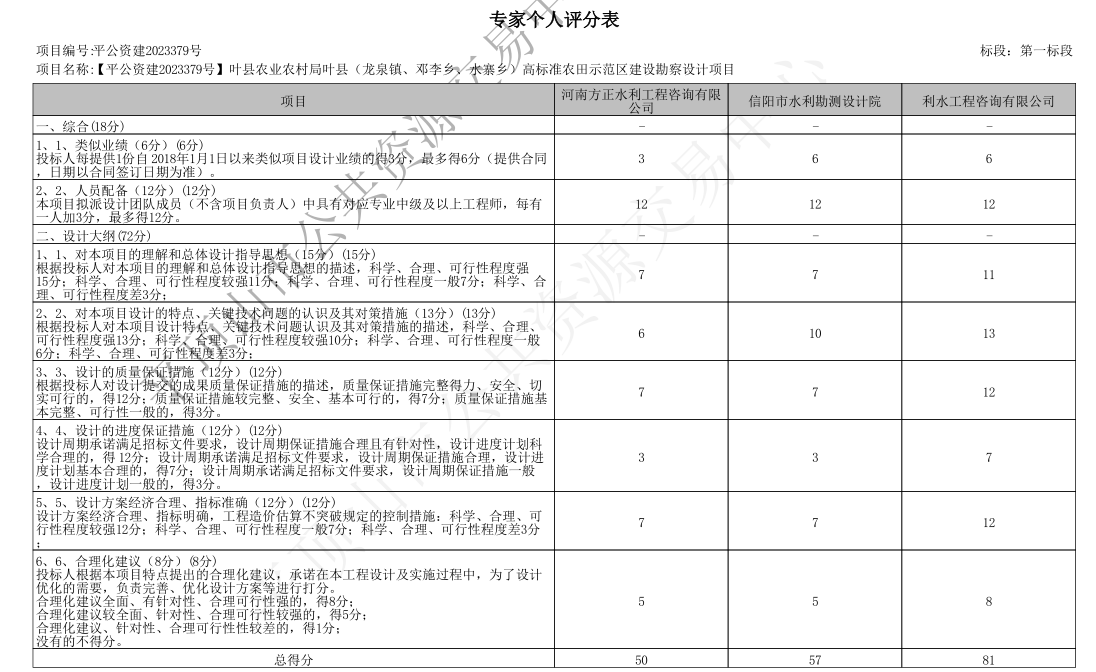 专家个人评分表
项目编号:平公资建2023379号 标段：第一标段
项目名称:【平公资建2023379号】叶县农业农村局叶县（龙泉镇、邓李乡、水寨乡）高标准农田示范区建设勘察设计项目
项目 河南方正水利工程咨询有限公司 信阳市水利勘测设计院 利水工程咨询有限公司
一、综合(18分) – – –
1、1、类似业绩（6分）(6分)
投标人每提供1份自 2018年1月1日以来类似项目设计业绩的得3分，最多得6分（提供合同
，日期以合同签订日期为准）。
3 6 6
2、2、人员配备（12分）(12分)
本项目拟派设计团队成员（不含项目负责人）中具有对应专业中级及以上工程师，每有
一人加3分，最多得12分。
12 12 12
二、设计大纲(72分) – – –
1、1、对本项目的理解和总体设计指导思想（15分）(15分)
根据投标人对本项目的理解和总体设计指导思想的描述，科学、合理、可行性程度强
15分；科学、合理、可行性程度较强11分；科学、合理、可行性程度一般7分；科学、合
理、可行性程度差3分；
7 7 11
2、2、对本项目设计的特点、关键技术问题的认识及其对策措施（13分）(13分)
根据投标人对本项目设计特点、关键技术问题认识及其对策措施的描述，科学、合理、
可行性程度强13分；科学、合理、可行性程度较强10分；科学、合理、可行性程度一般
6分；科学、合理、可行性程度差3分；
6 10 13
3、3、设计的质量保证措施（12分）(12分)
根据投标人对设计提交的成果质量保证措施的描述，质量保证措施完整得力、安全、切
实可行的，得12分；质量保证措施较完整、安全、基本可行的，得7分；质量保证措施基
本完整、可行性一般的，得3分。
7 7 12
4、4、设计的进度保证措施（12分）(12分)
设计周期承诺满足招标文件要求，设计周期保证措施合理且有针对性，设计进度计划科
学合理的，得 12分；设计周期承诺满足招标文件要求，设计周期保证措施合理，设计进
度计划基本合理的，得7分；设计周期承诺满足招标文件要求，设计周期保证措施一般
，设计进度计划一般的，得3分。
3 3 7
5、5、设计方案经济合理、指标准确（12分）(12分)
设计方案经济合理、指标明确，工程造价估算不突破规定的控制措施：科学、合理、可
行性程度较强12分；科学、合理、可行性程度一般7分；科学、合理、可行性程度差3分
；
7 7 12
6、6、合理化建议（8分）(8分)
投标人根据本项目特点提出的合理化建议，承诺在本工程设计及实施过程中，为了设计
优化的需要，负责完善、优化设计方案等进行打分。
合理化建议全面、有针对性、合理可行性强的，得8分；
合理化建议较全面、针对性、合理可行性较强的，得5分；
合理化建议、针对性、合理可行性性较差的，得1分；
没有的不得分。
5 5 8
总得分 50 57 81
平顶山市公共资源交易中心
平顶山市公共资源交易中心